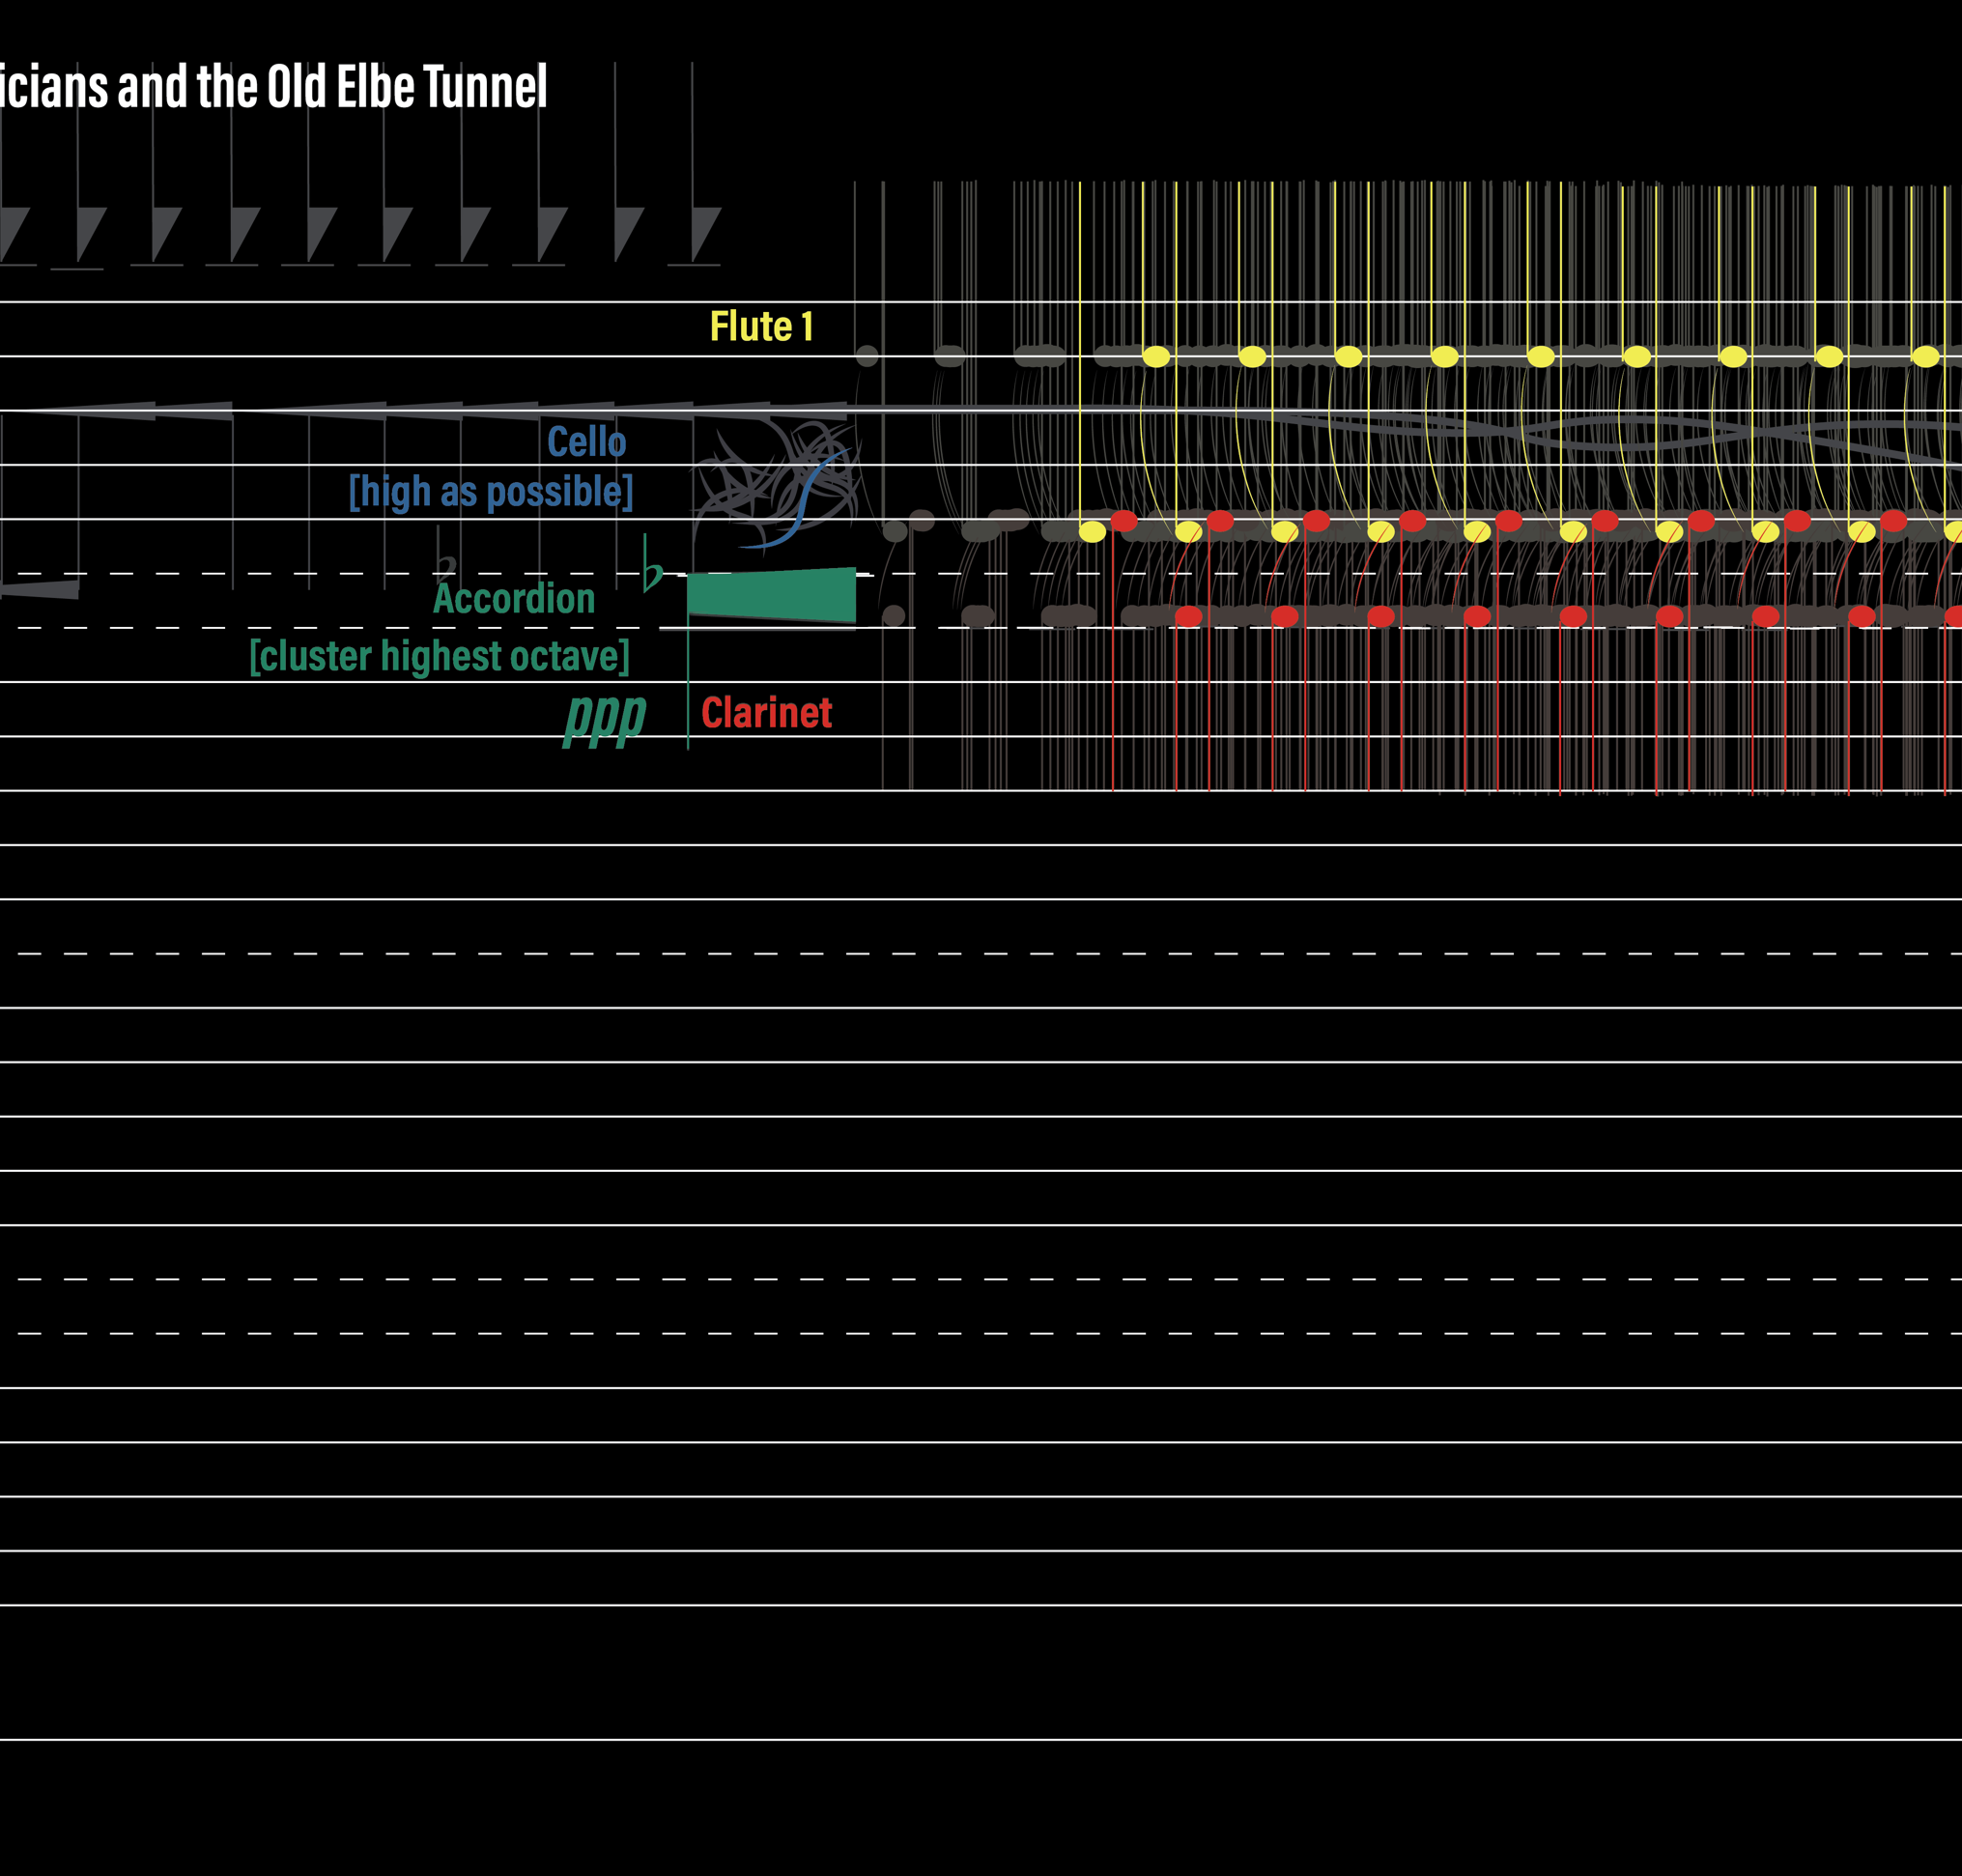 icians and the Old Elbe Tunnel
Flute 1
Cello
[high as possible]
Accordion
[cluster highest octave]
ppp
Clarinet